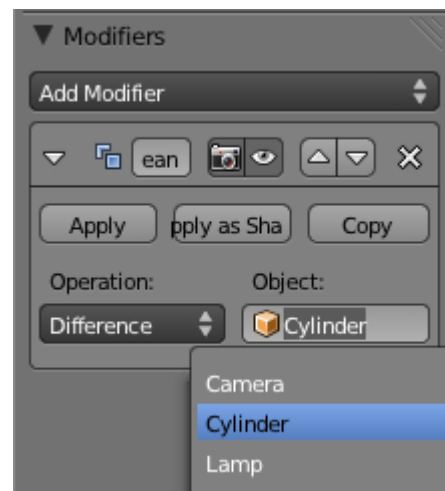 Modifiers
Add Modifier
ean
Apply pply as Sha Copy
Operation: Object:
Difference Cylinder
Camera
Cylinder
Lamp